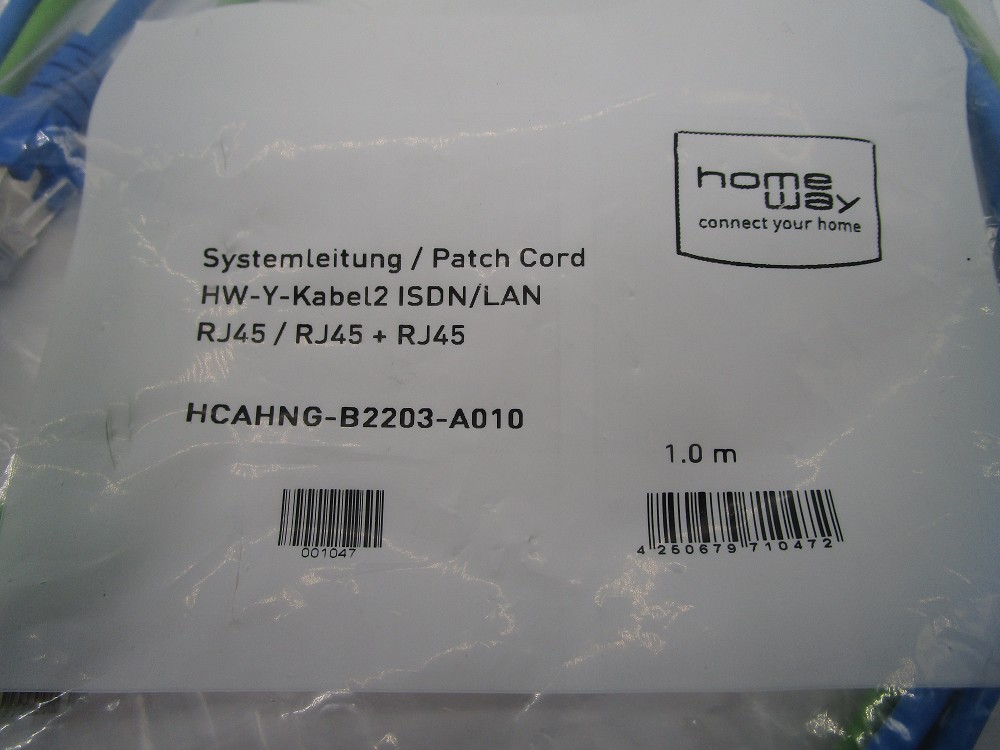 home
way
connect your home
Systemleitung / Patch Cord
HW-Y-Kabel2 ISDN/LAN
RJ45 / RJ45 + RJ45
HCAHNG-B2203-A010
1.0 m
001047
4 250679 710472